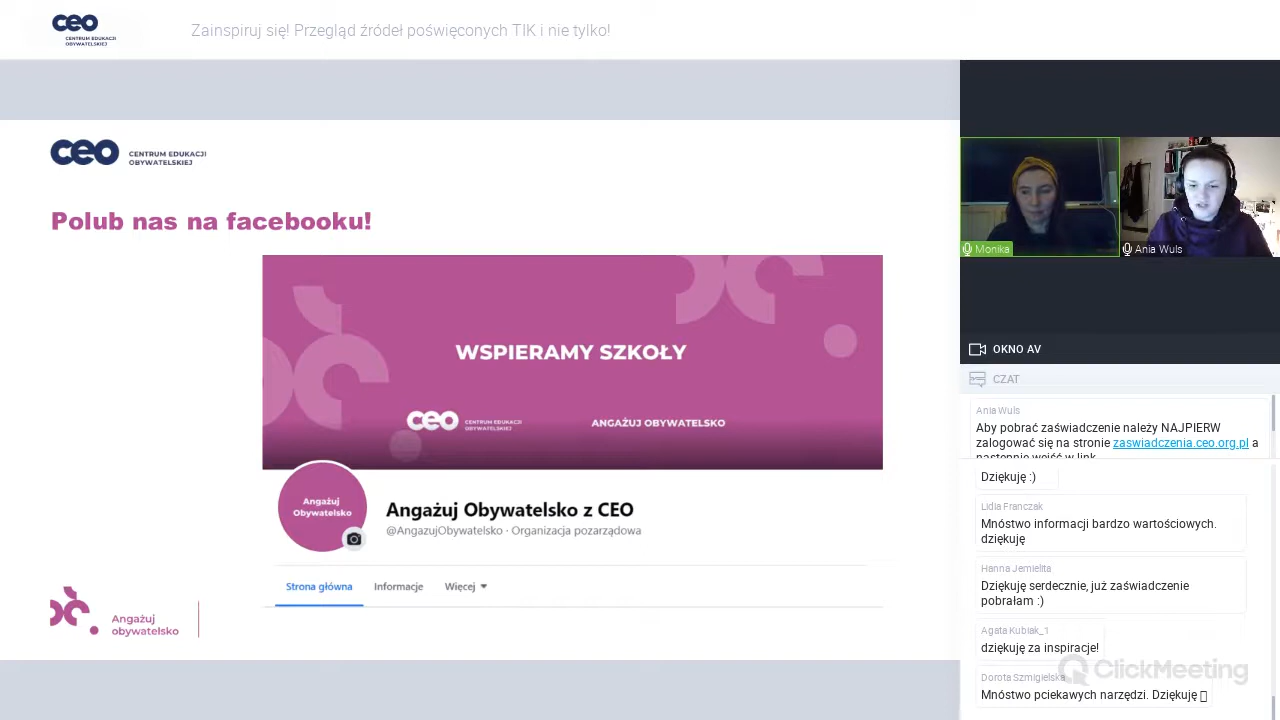 ceo
CENTRUM EDUKACJI
OBYWATELSKIEJ
Zainspiruj się! Przegląd źródeł poświęconych TIK i nie tylko!
ceo
CENTRUM EDUKACJI
OBYWATELSKIEJ
Polub nas na facebooku!
WSPIERAMY SZKOŁY
ceo
CENTRUM EDUKACJI
OBYWATELSKIEJ
ANGAŻUJ OBYWATELSKO
Angażuj
Obywatelsko
Angażuj Obywatelsko z CEO
@AngazujObywatelsko · Organizacja pozarządowa
Strona główna
Informacje
Więcej
Angażuj
obywatelsko
Monika
Ania Wuls
OKNO AV
CZAT
Ania Wuls
Aby pobrać zaświadczenie należy NAJPIERW
zalogować się na stronie zaswiadczenia.ceo.org.pl a
następnie wejść w link
Dziękuję :)
Lidia Franczak
Mnóstwo informacji bardzo wartościowych.
dziękuję
Hanna Jemielita
Dziękuję serdecznie, już zaświadczenie
pobrałam :)
Agata Kubiak_1
dziękuję za inspiracje!
Dorota Szmigielska
Mnóstwo pciekawych narzędzi. Dziękuję
ClickMeeting